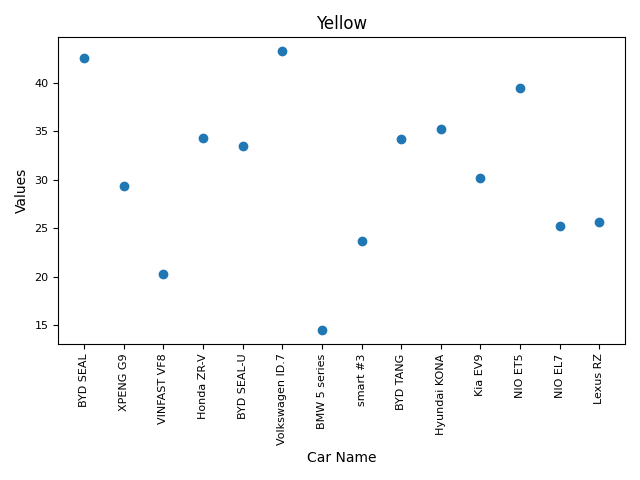 Yellow
Values
40
35
30
25
20
15
BYD SEAL
XPENG G9
VINFAST VF8
Honda ZR-V
BYD SEAL-U
Volkswagen ID.7
BMW 5 series
smart #3
BYD TANG
Hyundai KONA
Kia EV9
NIO ET5
NIO EL7
Lexus RZ
Car Name